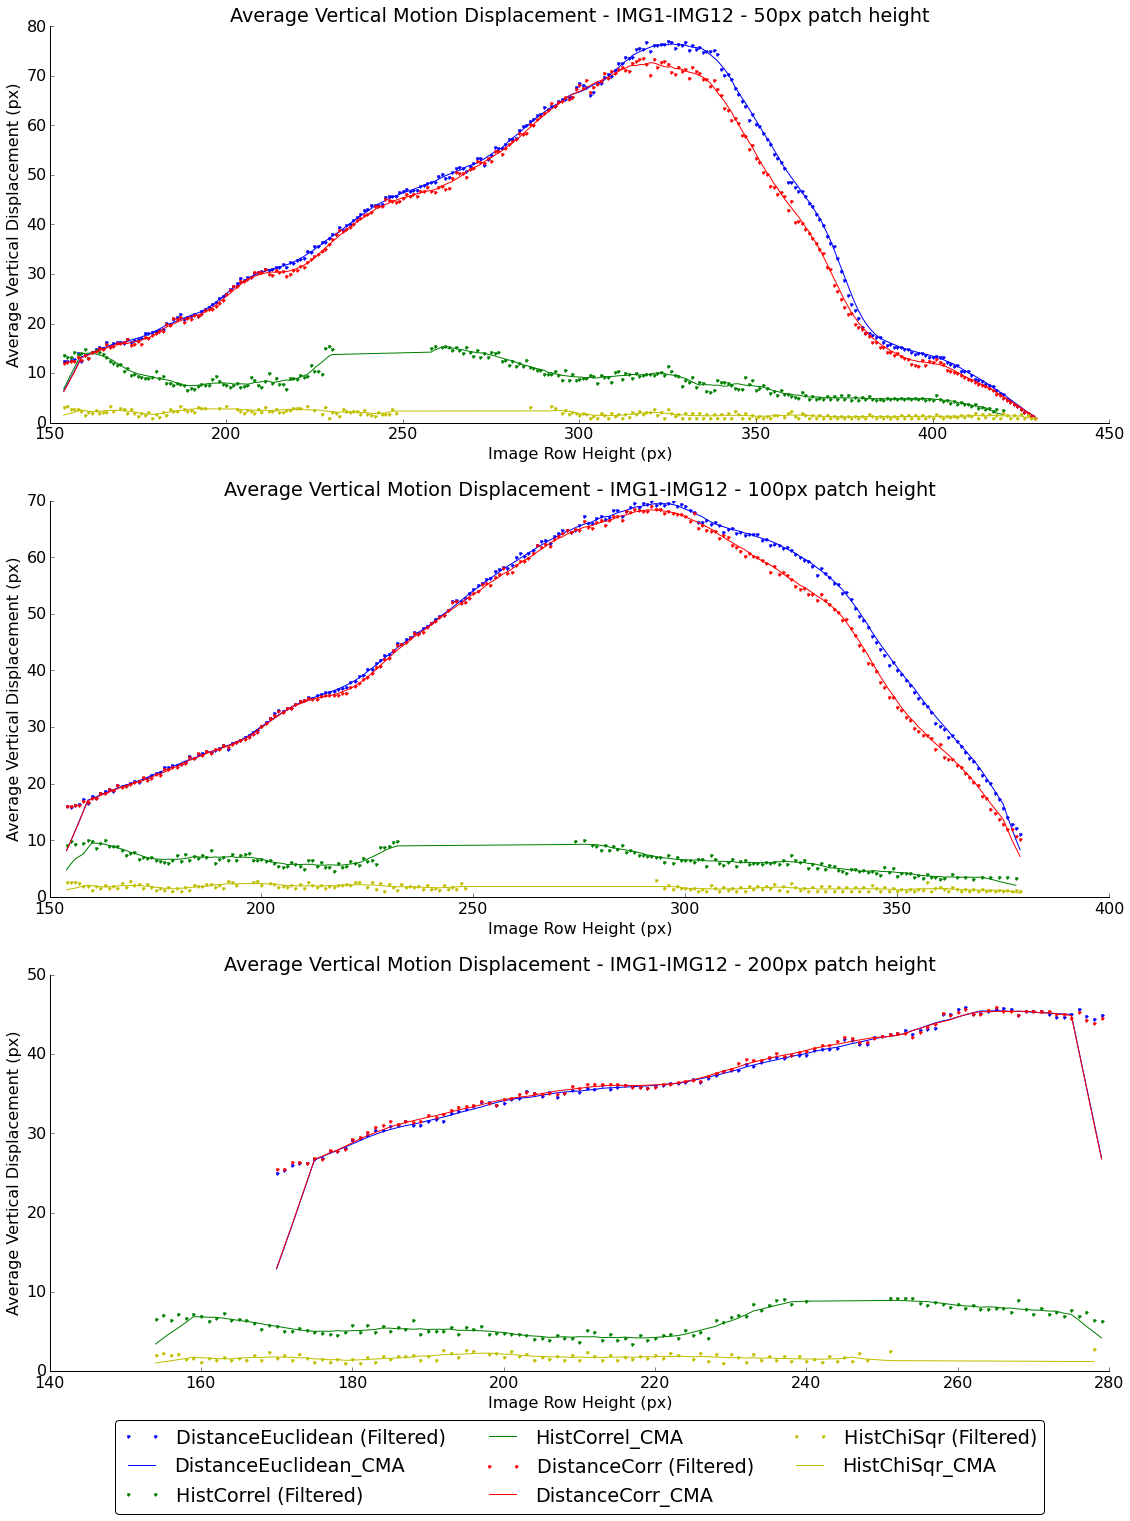 Average Vertical Motion Displacement - IMG1-IMG12 - 50px patch height
80
70
60
50
40
30
20
10
0
Average Vertical Displacement (px)
150 200 250 300 350 400 450
Image Row Height (px)
Average Vertical Motion Displacement - IMG1-IMG12 - 100px patch height
70
60
50
40
30
20
10
0
Average Vertical Displacement (px)
150 200 250 300 350 400
Image Row Height (px)
Average Vertical Motion Displacement - IMG1-IMG12 - 200px patch height
50
40
30
20
10
0
Average Vertical Displacement (px)
140 160 180 200 220 240 260 280
Image Row Height (px)
DistanceEuclidean (Filtered)
DistanceEuclidean_CMA
HistCorrel (Filtered)
HistCorrel_CMA
DistanceCorr (Filtered)
DistanceCorr_CMA
HistChiSqr (Filtered)
HistChiSqr_CMA